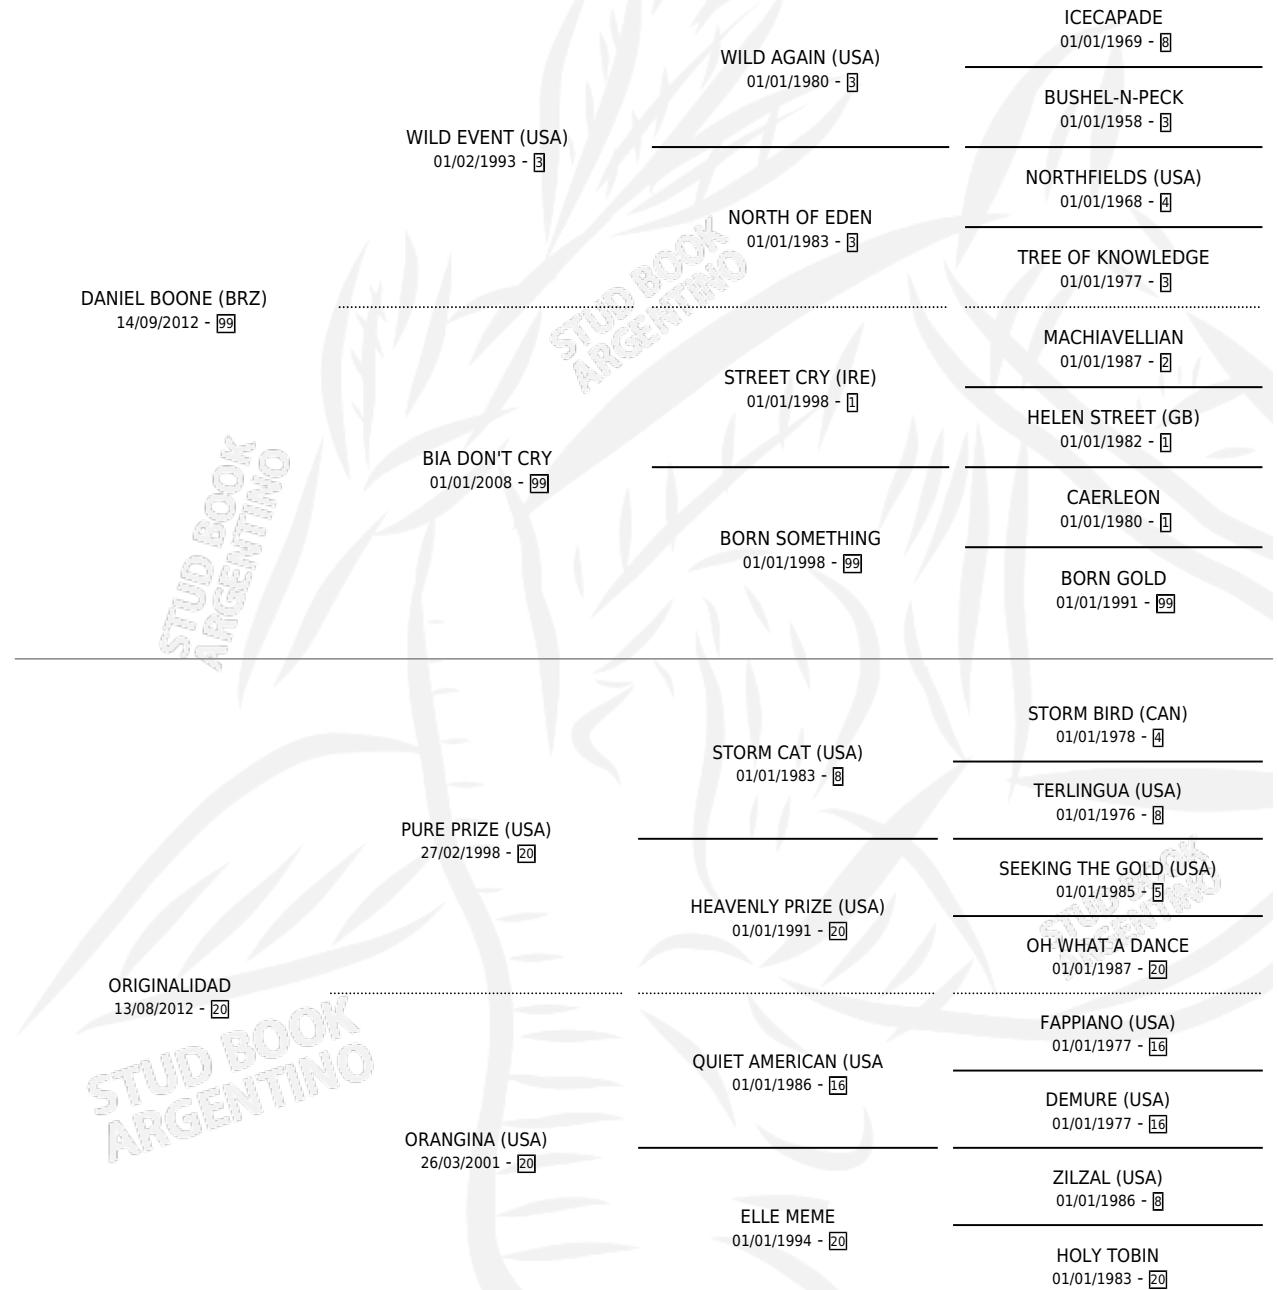 ICECAPADE
01/01/1969 - 8
WILD AGAIN (USA)
01/01/1980 - 3
BUSHEL-N-PECK
01/01/1958 - 3
WILD EVENT (USA)
01/02/1993 - 3
NORTHFIELDS (USA)
01/01/1968 - 4
NORTH OF EDEN
01/01/1983 - 3
TREE OF KNOWLEDGE
01/01/1977 - 3
DANIEL BOONE (BRZ)
14/09/2012 - 99
MACHIAVELLIAN
01/01/1987 - 2
STREET CRY (IRE)
01/01/1998 - 1
HELEN STREET (GB)
01/01/1982 - 1
BIA DON'T CRY
01/01/2008 - 99
CAERLEON
01/01/1980 - 1
BORN SOMETHING
01/01/1998 - 99
BORN GOLD
01/01/1991 - 99
STORM BIRD (CAN)
01/01/1978 - 4
STORM CAT (USA)
01/01/1983 - 8
TERLINGUA (USA)
01/01/1976 - 8
PURE PRIZE (USA)
27/02/1998 - 20
SEEKING THE GOLD (USA)
01/01/1985 - 5
HEAVENLY PRIZE (USA)
01/01/1991 - 20
OH WHAT A DANCE
01/01/1987 - 20
ORIGINALIDAD
13/08/2012 - 20
FAPPIANO (USA)
01/01/1977 - 16
QUIET AMERICAN (USA
01/01/1986 - 16
DEMURE (USA)
01/01/1977 - 16
ORANGINA (USA)
26/03/2001 - 20
ZILZAL (USA)
01/01/1986 - 8
ELLE MEME
01/01/1994 - 20
HOLY TOBIN
01/01/1983 - 20
STUD BOOK
ARGENTINO
STUD BOOK
ARGENTINO
STUD BOOK
ARGENTINO
STUD BOOK
ARGENTINO